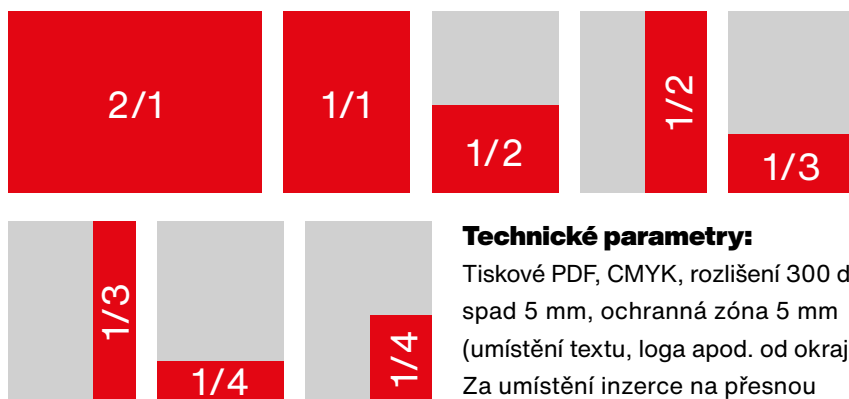 2/1
1/1
1/2
1/2
1/3
1/3
1/4
1/4
Technické parametry:
Tiskové PDF, CMYK, rozlišení 300 d
spad 5 mm, ochranná zóna 5 mm
(umístění textu, loga apod. od okraj
Za umístění inzerce na přesnou